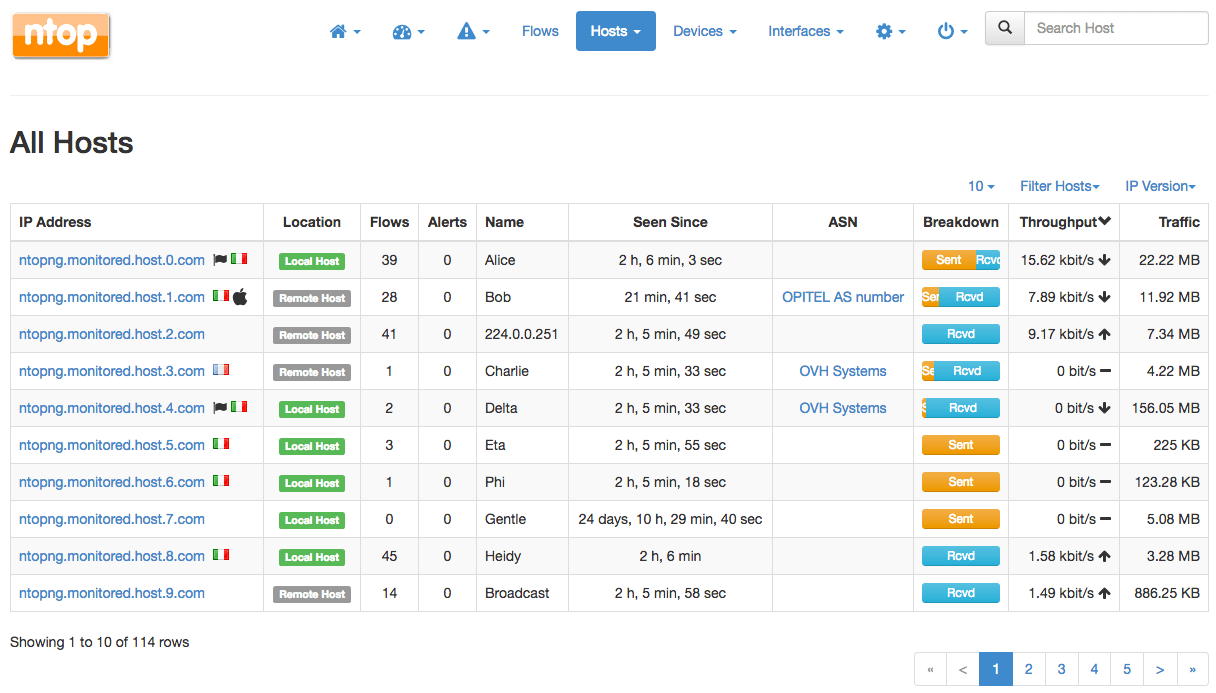 ntop
Flows Hosts Devices Interfaces Search Host
All Hosts
10 Filter Hosts IP Version
IP Address Location Flows Alerts Name Seen Since ASN Breakdown Throughput Traffic
ntopng.monitored.host.0.com Local Host 39 0 Alice 2 h, 6 min, 3 sec Sent Rcvd 15.62 kbit/s 22.22 MB
ntopng.monitored.host.1.com Remote Host 28 0 Bob 21 min, 41 sec OPITEL AS number Rcvd 7.89 kbit/s 11.92 MB
ntopng.monitored.host.2.com Remote Host 41 0 224.0.0.251 2 h, 5 min, 49 sec Rcvd 9.17 kbit/s 7.34 MB
ntopng.monitored.host.3.com Remote Host 1 0 Charlie 2 h, 5 min, 33 sec OVH Systems Se Rcvd 0 bit/s 4.22 MB
ntopng.monitored.host.4.com Local Host 2 0 Delta 2 h, 5 min, 33 sec OVH Systems Rcvd 0 bit/s 156.05 MB
ntopng.monitored.host.5.com Local Host 3 0 Eta 2 h, 5 min, 55 sec Sent 0 bit/s 225 KB
ntopng.monitored.host.6.com Local Host 1 0 Phi 2 h, 5 min, 18 sec Sent 0 bit/s 123.28 KB
ntopng.monitored.host.7.com Local Host 0 0 Gentle 24 days, 10 h, 29 min, 40 sec Sent 0 bit/s 5.08 MB
ntopng.monitored.host.8.com Local Host 45 0 Heidy 2 h, 6 min Rcvd 1.58 kbit/s 3.28 MB
ntopng.monitored.host.9.com Remote Host 14 0 Broadcast 2 h, 5 min, 58 sec Rcvd 1.49 kbit/s 886.25 KB
Showing 1 to 10 of 114 rows
« < 1 2 3 4 5 > »